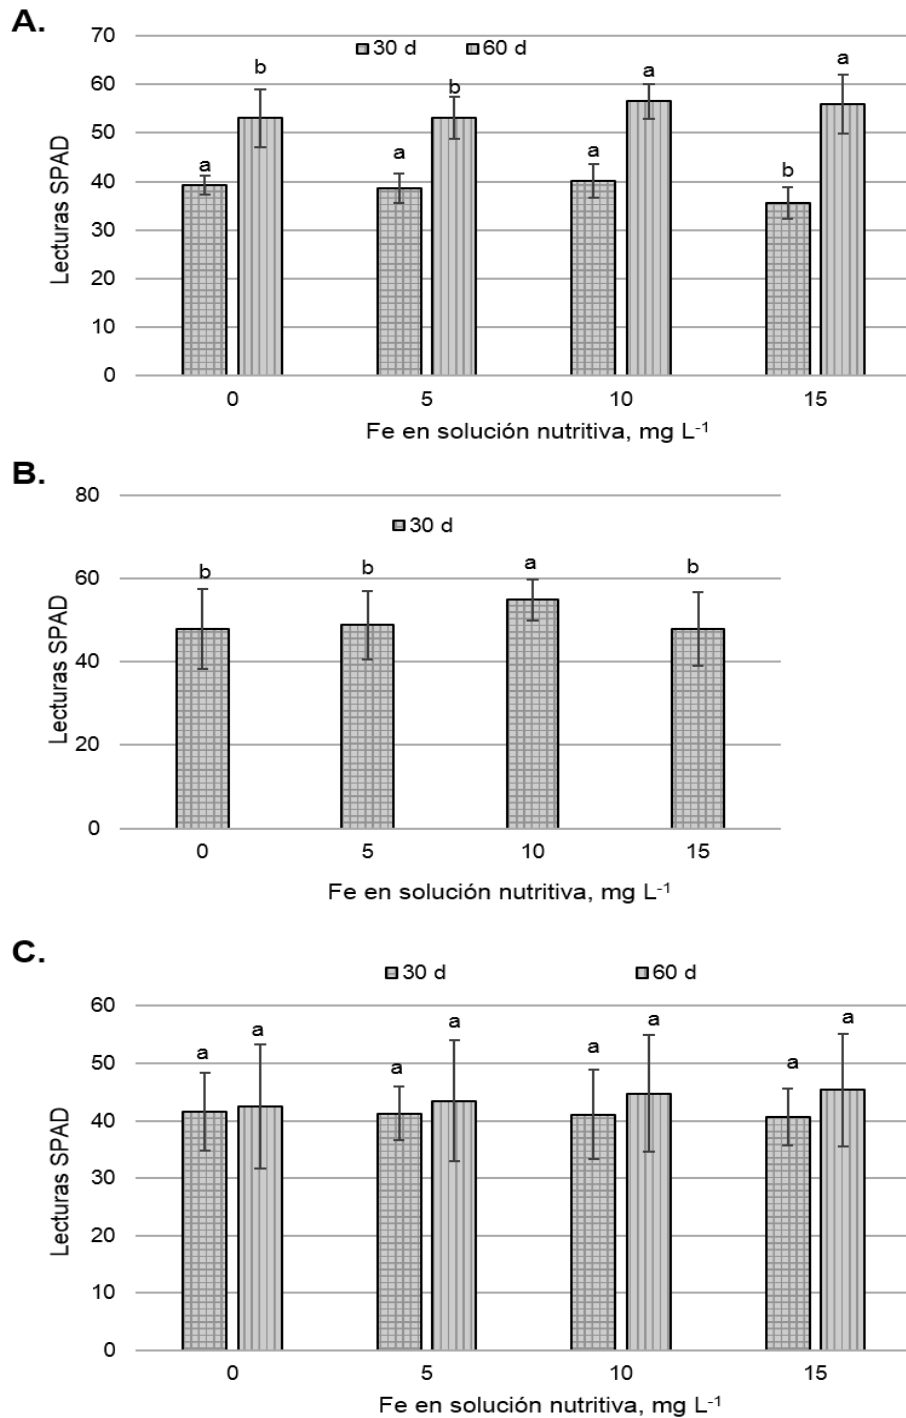 A.
70
30 d 60 d
60
50
40
30
20
10
0
b b a a
a a a b
Lecturas SPAD
0 5 10 15
Fe en solución nutritiva, mg L⁻¹
B.
80
30 d
60
40
20
0
b b a b
Lecturas SPAD
0 5 10 15
Fe en solución nutritiva, mg L⁻¹
C.
30 d 60 d
60
50
40
30
20
10
0
a a a a a a a a
Lecturas SPAD
0 5 10 15
Fe en solución nutritiva, mg L⁻¹